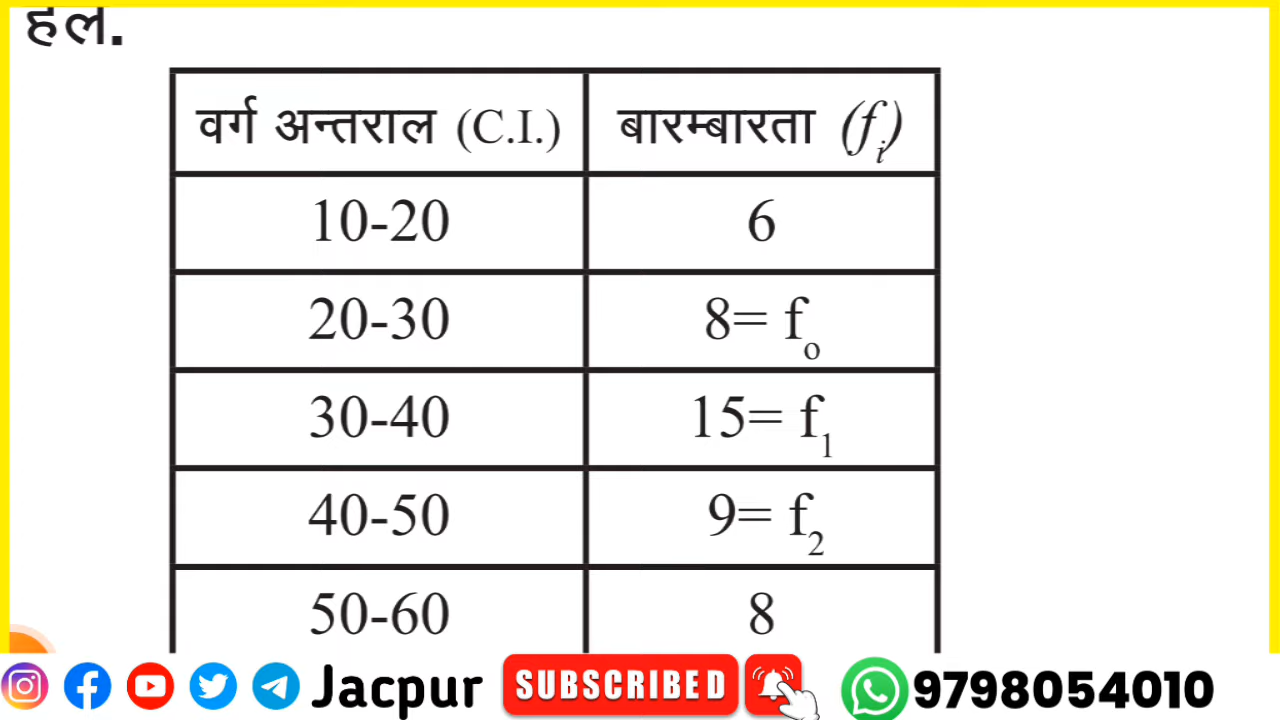 हल.
वर्ग अन्तराल (C.I.) बारम्बारता (fᵢ)
10-20 6
20-30 8= fₒ
30-40 15= f₁
40-50 9= f₂
50-60 8
Jacpur SUBSCRIBED 9798054010